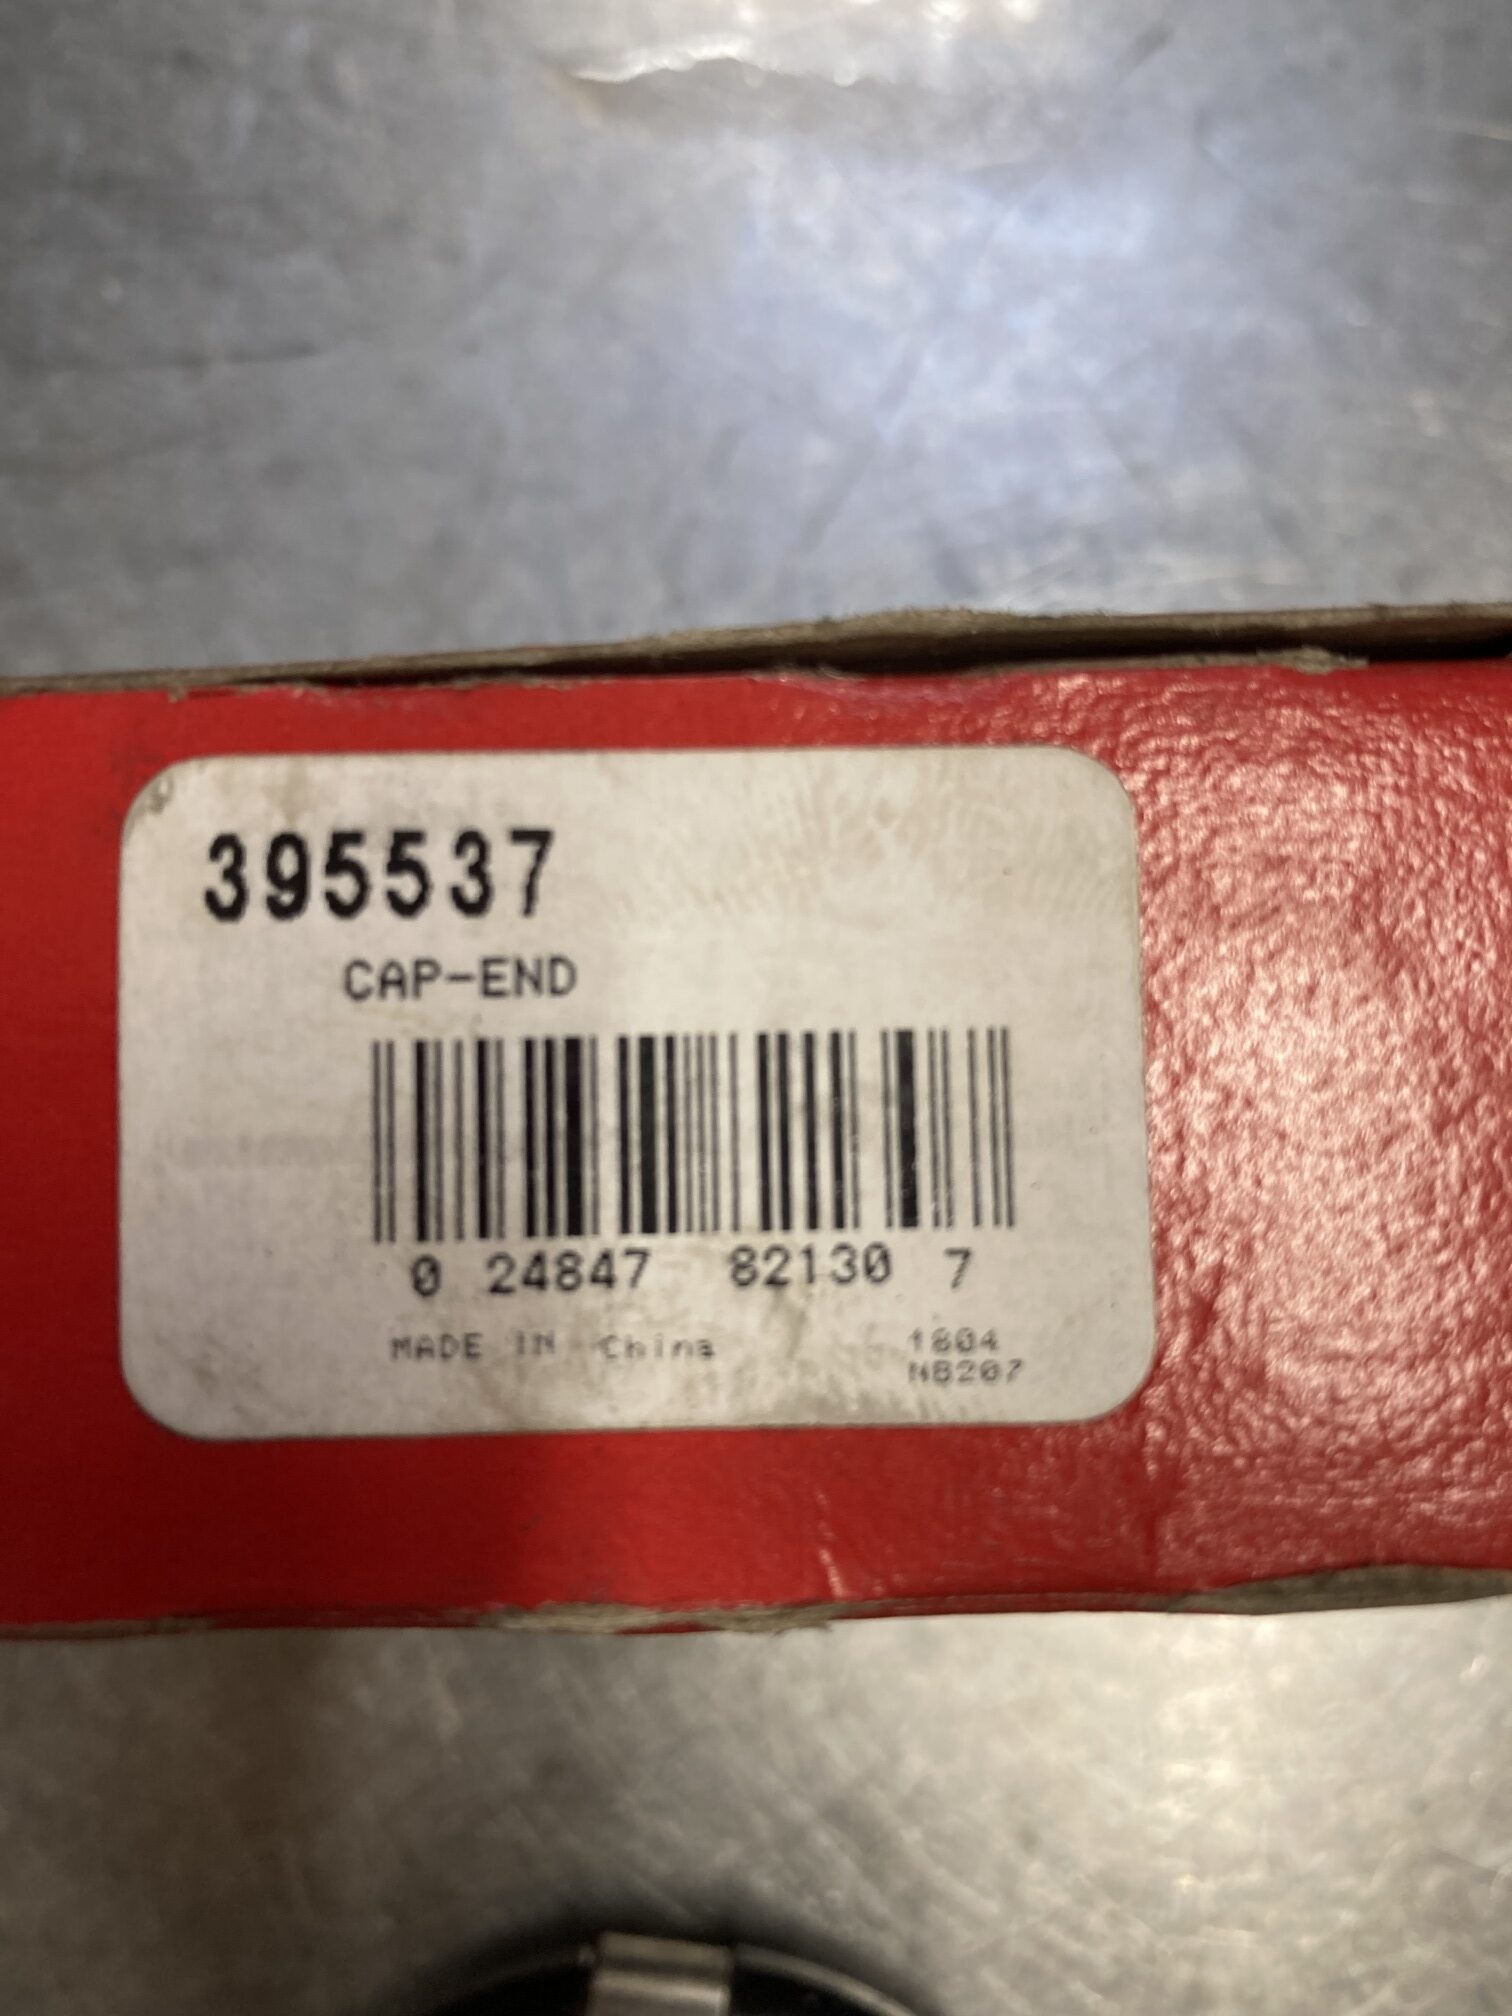 395537
CAP-END
0 24847 82130 7
MADE IN China 1804
NB207